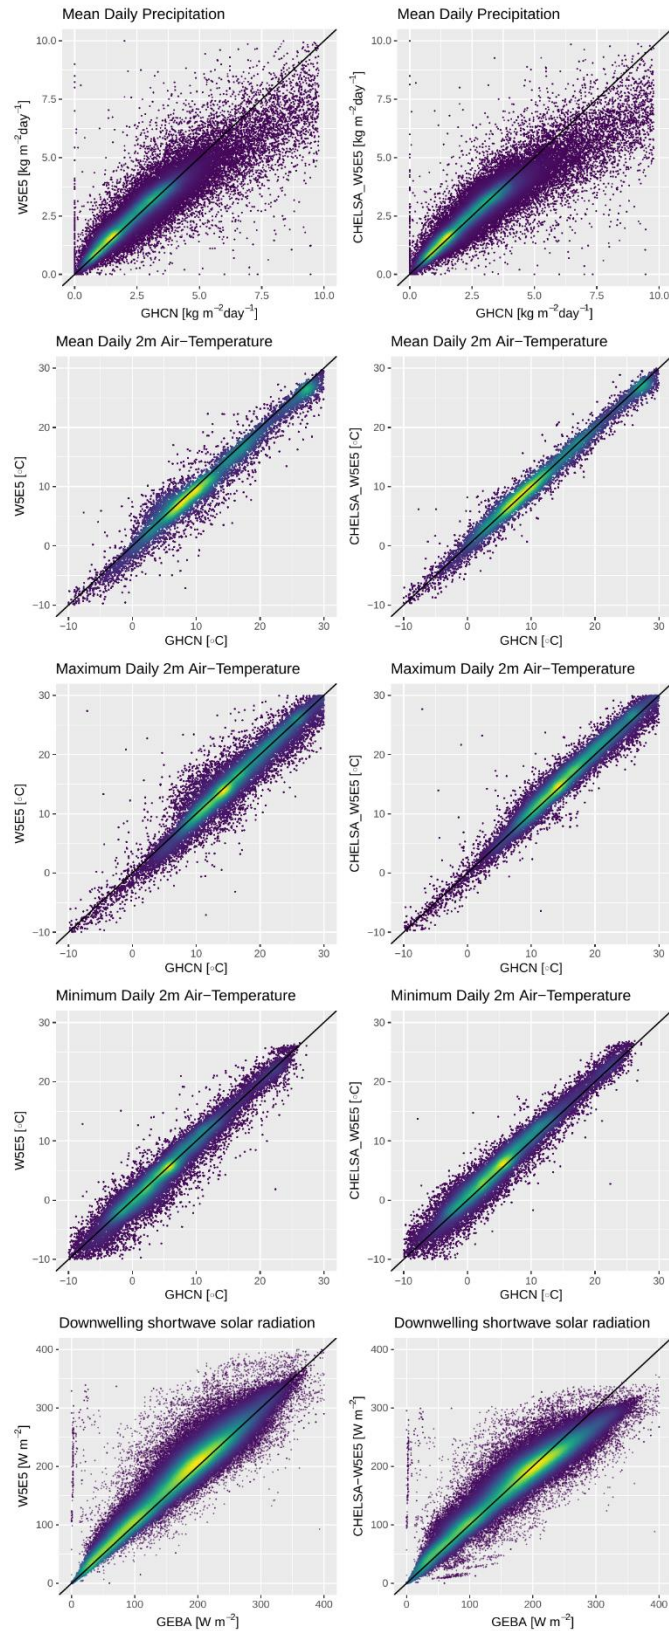 Mean Daily Precipitation
Mean Daily Precipitation
W5E5 [kg m−2day−1]
10.0
7.5
5.0
2.5
0.0
0.0 2.5 5.0 7.5 10.0
GHCN [kg m−2day−1]
CHELSA_W5E5 [kg m−2day−1]
10.0
7.5
5.0
2.5
0.0
0.0 2.5 5.0 7.5 10.0
GHCN [kg m−2day−1]
Mean Daily 2m Air−Temperature
Mean Daily 2m Air−Temperature
W5E5 [◦C]
30
20
10
0
−10
−10 0 10 20 30
GHCN [◦C]
CHELSA_W5E5 [◦C]
30
20
10
0
−10
−10 0 10 20 30
GHCN [◦C]
Maximum Daily 2m Air−Temperature
Maximum Daily 2m Air−Temperature
W5E5 [◦C]
30
20
10
0
−10
−10 0 10 20 30
GHCN [◦C]
CHELSA_W5E5 [◦C]
30
20
10
0
−10
−10 0 10 20 30
GHCN [◦C]
Minimum Daily 2m Air−Temperature
Minimum Daily 2m Air−Temperature
W5E5 [◦C]
30
20
10
0
−10
−10 0 10 20 30
GHCN [◦C]
CHELSA_W5E5 [◦C]
30
20
10
0
−10
−10 0 10 20 30
GHCN [◦C]
Downwelling shortwave solar radiation
Downwelling shortwave solar radiation
W5E5 [W m−2]
400
300
200
100
0
0 100 200 300 400
GEBA [W m−2]
CHELSA−W5E5 [W m−2]
400
300
200
100
0
0 100 200 300 400
GEBA [W m−2]